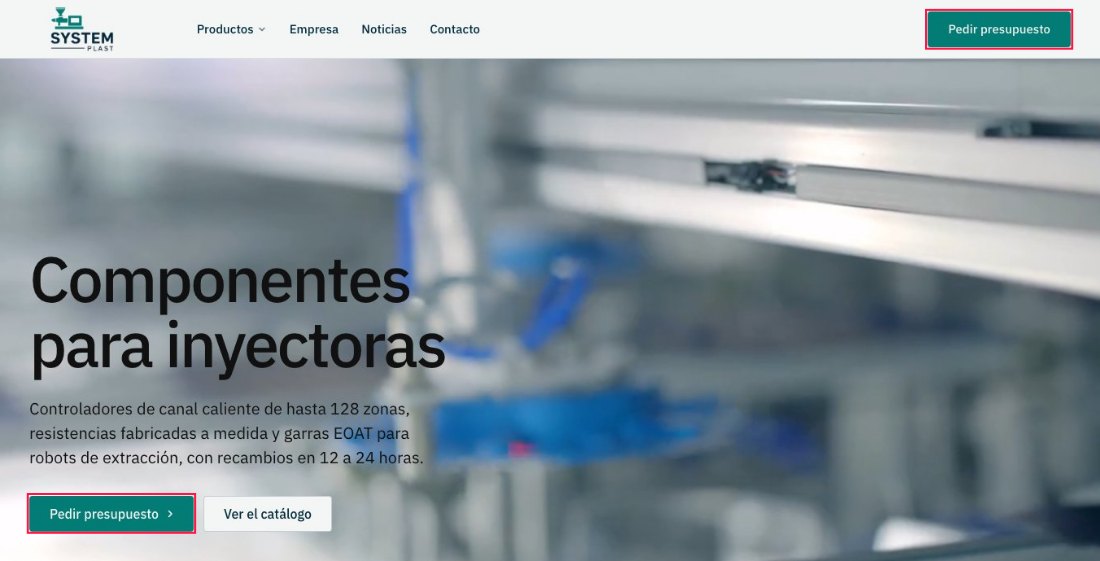 SYSTEM
PLAST
Productos
Empresa
Noticias
Contacto
Pedir presupuesto
Componentes
para inyectoras
Controladores de canal caliente de hasta 128 zonas,
resistencias fabricadas a medida y garras EOAT para
robots de extracción, con recambios en 12 a 24 horas.
Pedir presupuesto
Ver el catálogo